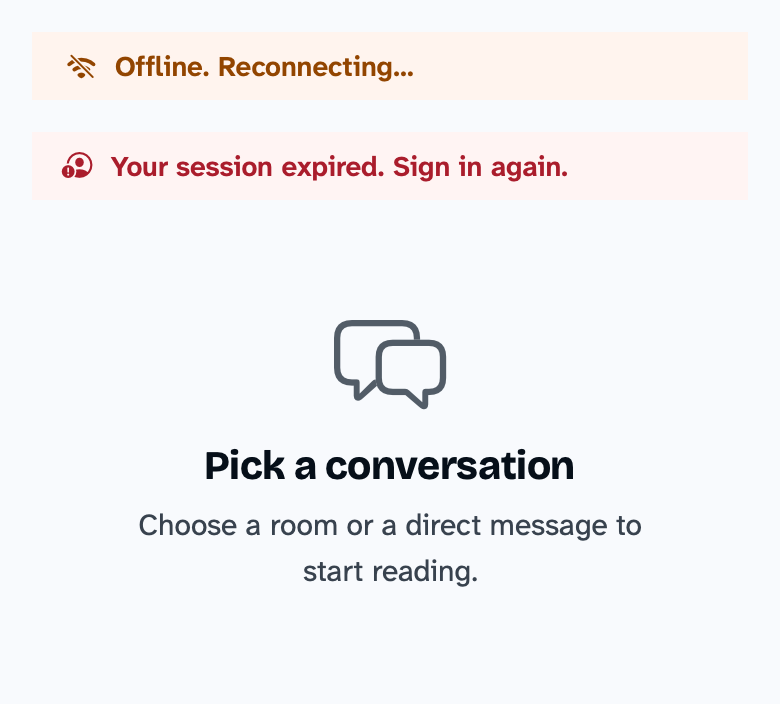 Offline. Reconnecting...
Your session expired. Sign in again.
Pick a conversation
Choose a room or a direct message to
start reading.